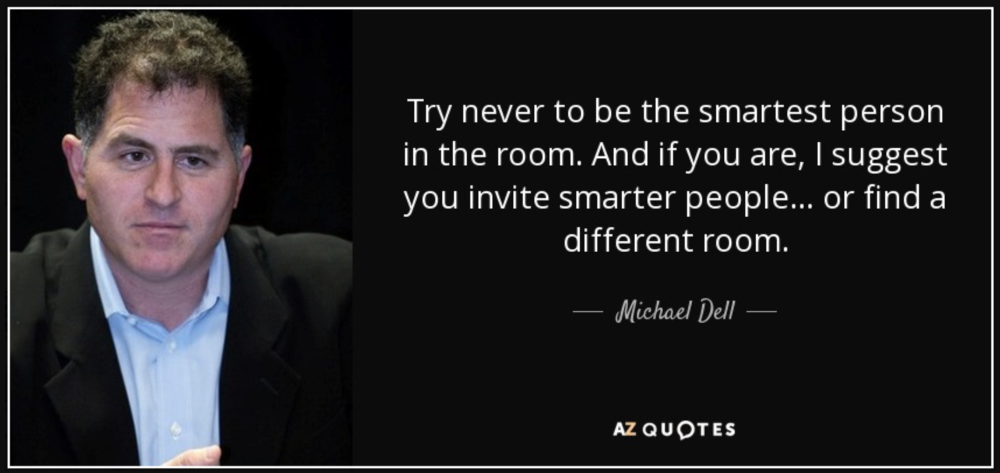 Try never to be the smartest person
in the room. And if you are, I suggest
you invite smarter people... or find a
different room.
Michael Dell
AZ QUOTES